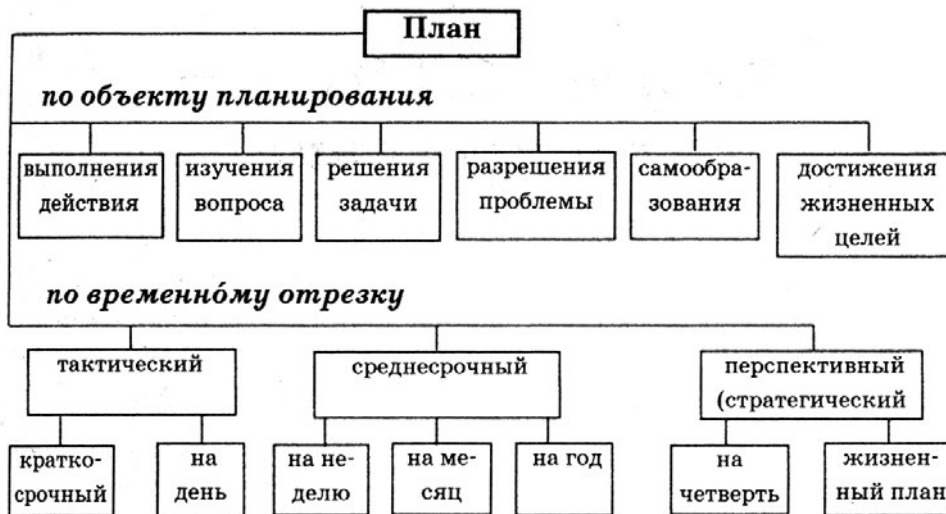 План
по объекту планирования
выполнения
действия
изучения
вопроса
решения
задачи
разрешения
проблемы
самообра-
зования
достижения
жизненных
целей
по временно́му отрезку
тактический
среднесрочный
перспективный
(стратегический
кратко-
срочный
на
день
на не-
делю
на ме-
сяц
на год
на
четверть
жизнен-
ный план